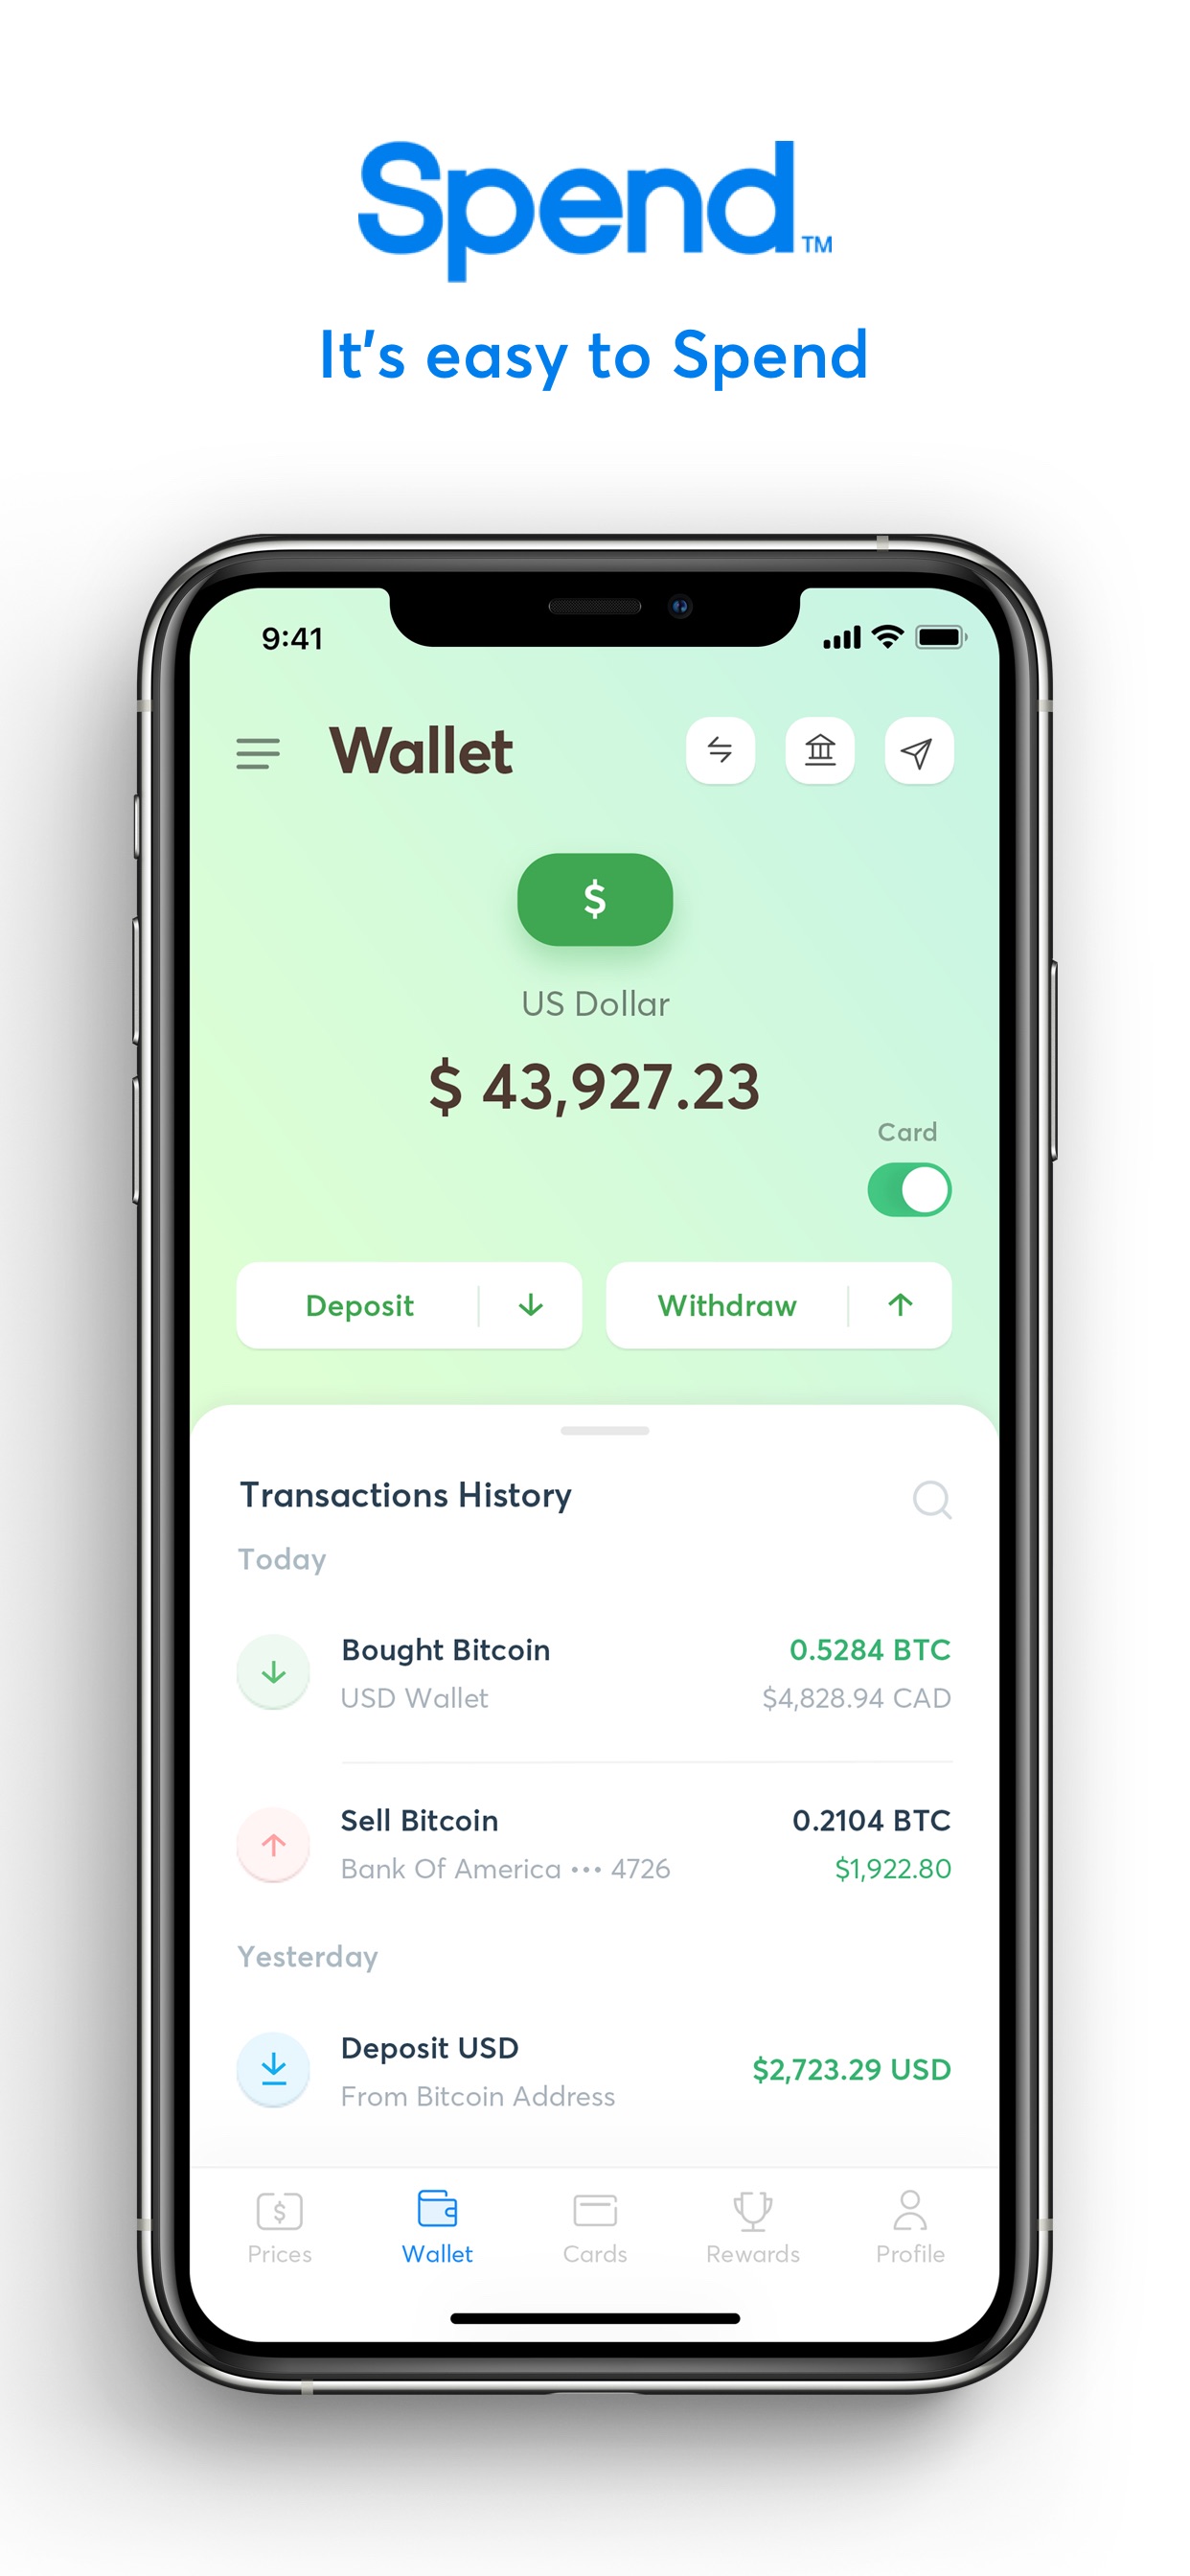 Spend™
It's easy to Spend
9:41
Wallet
$
US Dollar
$ 43,927.23
Card
Deposit
Withdraw
Transactions History
Today
Bought Bitcoin
0.5284 BTC
USD Wallet
$4,828.94 CAD
Sell Bitcoin
0.2104 BTC
Bank Of America ••• 4726
$1,922.80
Yesterday
Deposit USD
$2,723.29 USD
From Bitcoin Address
$
Prices
Wallet
Cards
Rewards
Profile